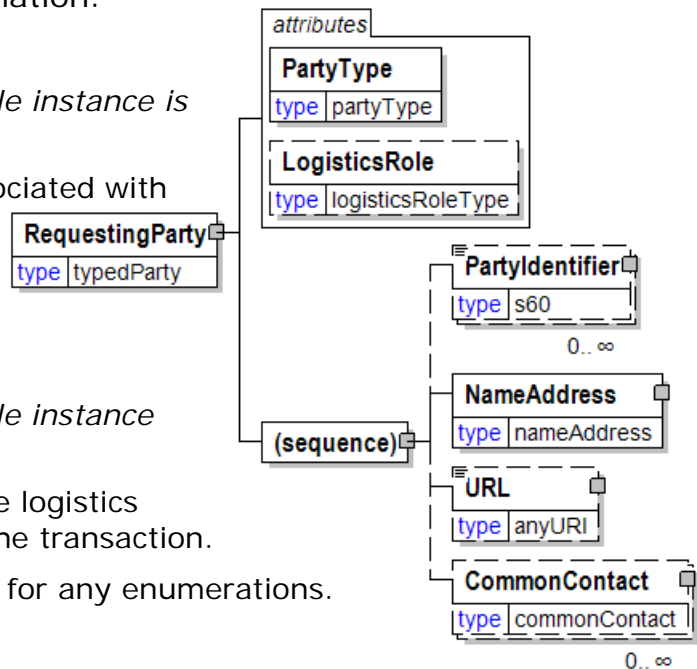 nation.
le instance is
ociated with
le instance
e logistics
he transaction.
for any enumerations.
attributes
PartyType
type partyType
LogisticsRole
type logisticsRoleType
RequestingParty
type typedParty
(sequence)
PartyIdentifier
type s60
0.. ∞
NameAddress
type nameAddress
URL
type anyURI
CommonContact
type commonContact
0.. ∞